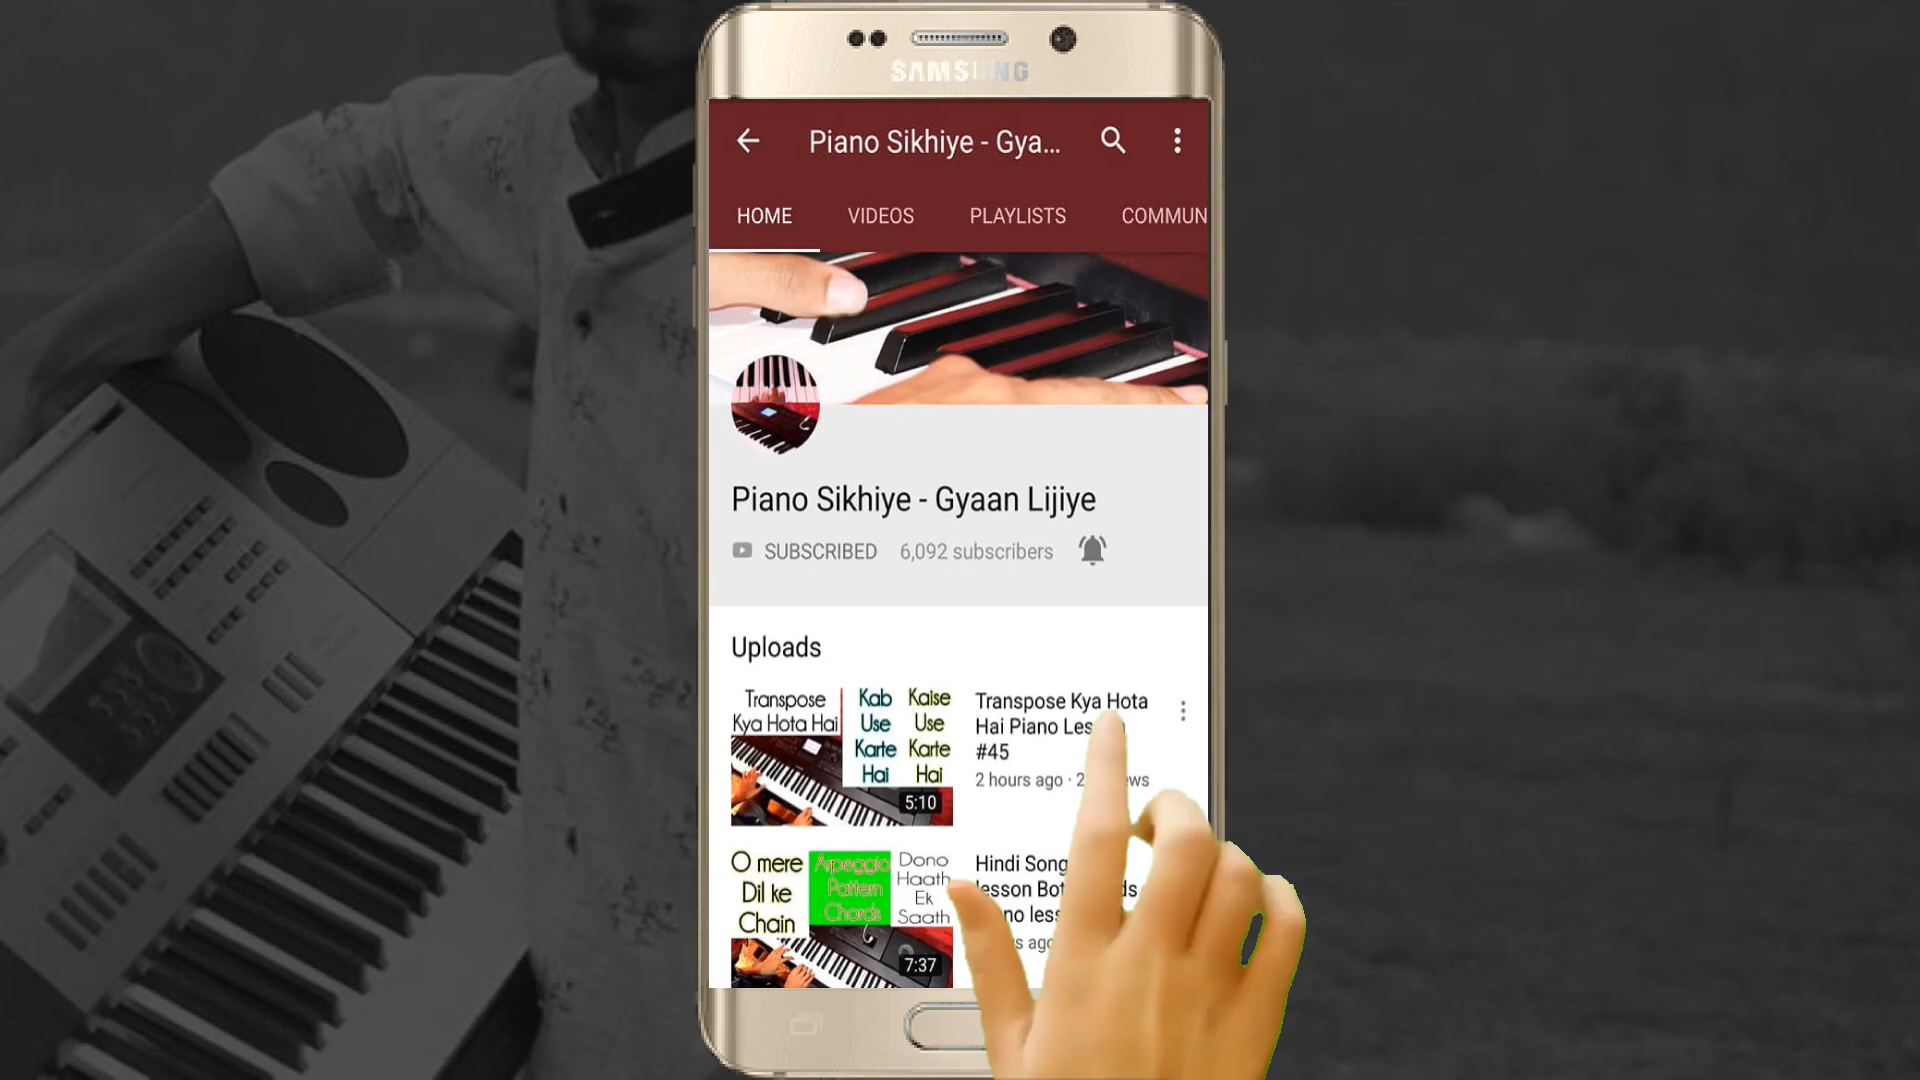 SAMSUNG
Piano Sikhiye - Gya...
HOME VIDEOS PLAYLISTS COMMUN
Piano Sikhiye - Gyaan Lijiye
SUBSCRIBED 6,092 subscribers
Uploads
Transpose
Kya Hota Hai
Kab
Use
Karte
Hai
Kaise
Use
Karte
Hai
5:10
Transpose Kya Hota
Hai Piano
#45
2 hours ago
O mere
Dil ke
Chain
Arpeggio
Pattern
Chords
Dono
Haath
Ek
Saath
7:37
Hindi Song
lesson